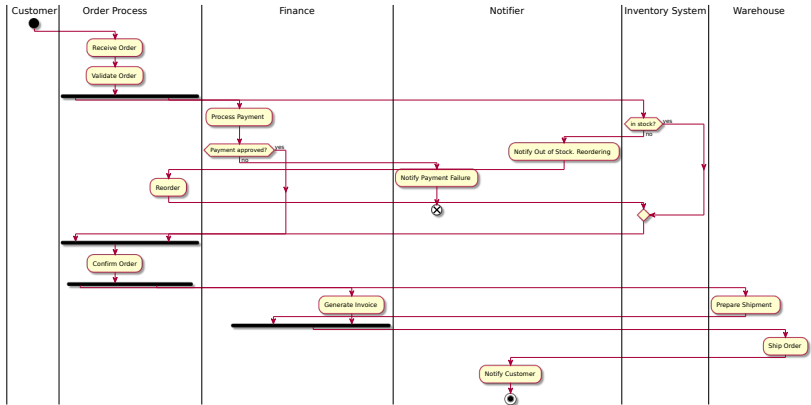 Customer
Order Process
Finance
Notifier
Inventory System
Warehouse
Receive Order
Validate Order
Process Payment
in stock?
yes
no
Payment approved?
yes
no
Notify Out of Stock. Reordering
Notify Payment Failure
Reorder
Confirm Order
Generate Invoice
Prepare Shipment
Ship Order
Notify Customer